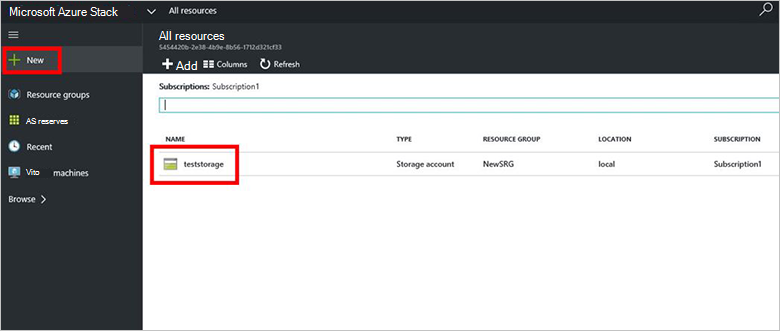 Microsoft Azure Stack All resources
All resources
5454420b-2e38-4b9e-8b56-1712d321cf33
New
Add Columns Refresh
Subscriptions: Subscription1
Resource groups
AS reserves
Recent
Vito machines
Browse
NAME TYPE RESOURCE GROUP LOCATION SUBSCRIPTION
teststorage Storage account NewSRG local Subscription1